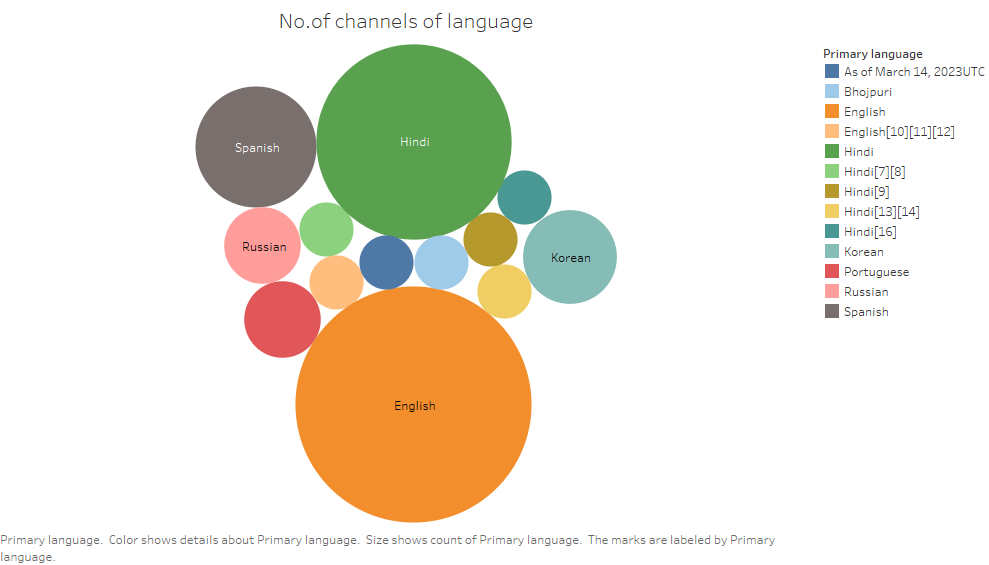 No.of channels of language
Primary language
As of March 14, 2023UTC
Bhojpuri
English
English[10][11][12]
Hindi
Hindi[7][8]
Hindi[9]
Hindi[13][14]
Hindi[16]
Korean
Portuguese
Russian
Spanish
Hindi
Spanish
Russian
Korean
English
Primary language.  Color shows details about Primary language.  Size shows count of Primary language.  The marks are labeled by Primary
language.